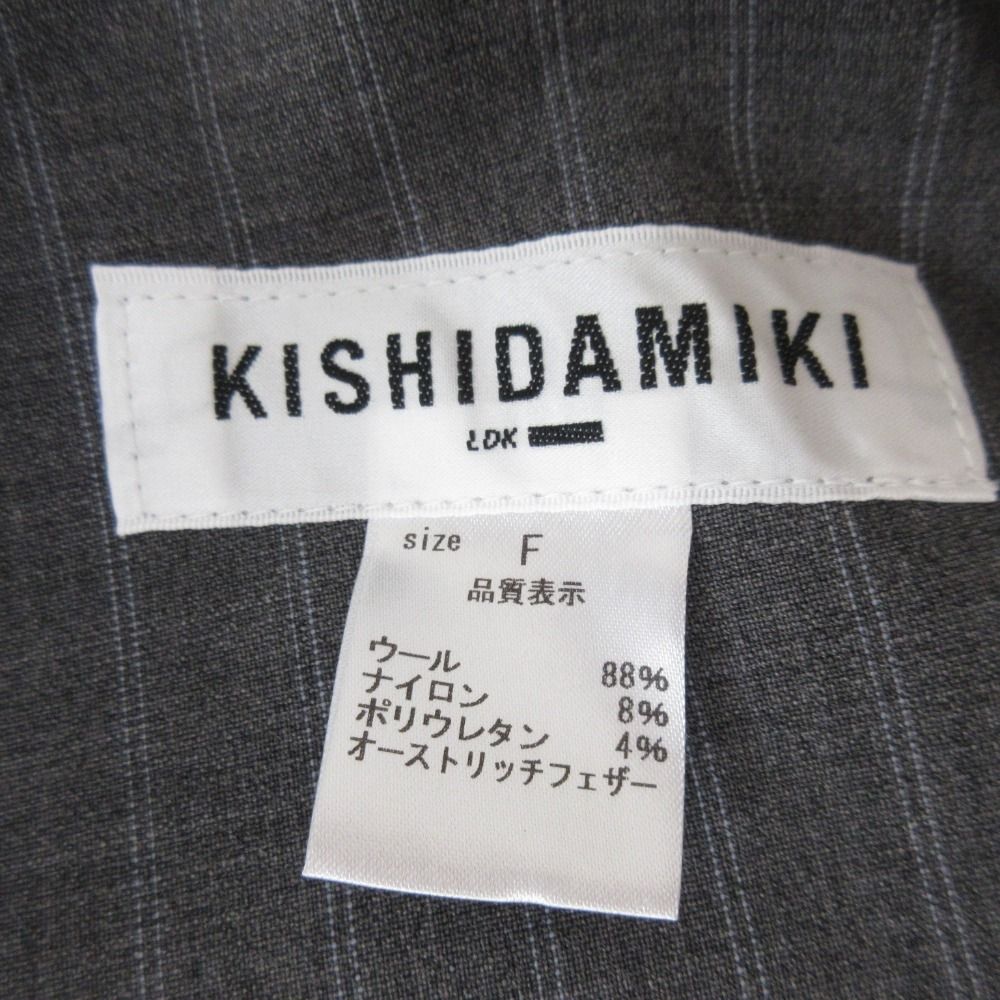 KISHIDAMIKI
LDK
size F
品質表示
ウール 88%
ナイロン 8%
ポリウレタン 4%
オーストリッチフェザー